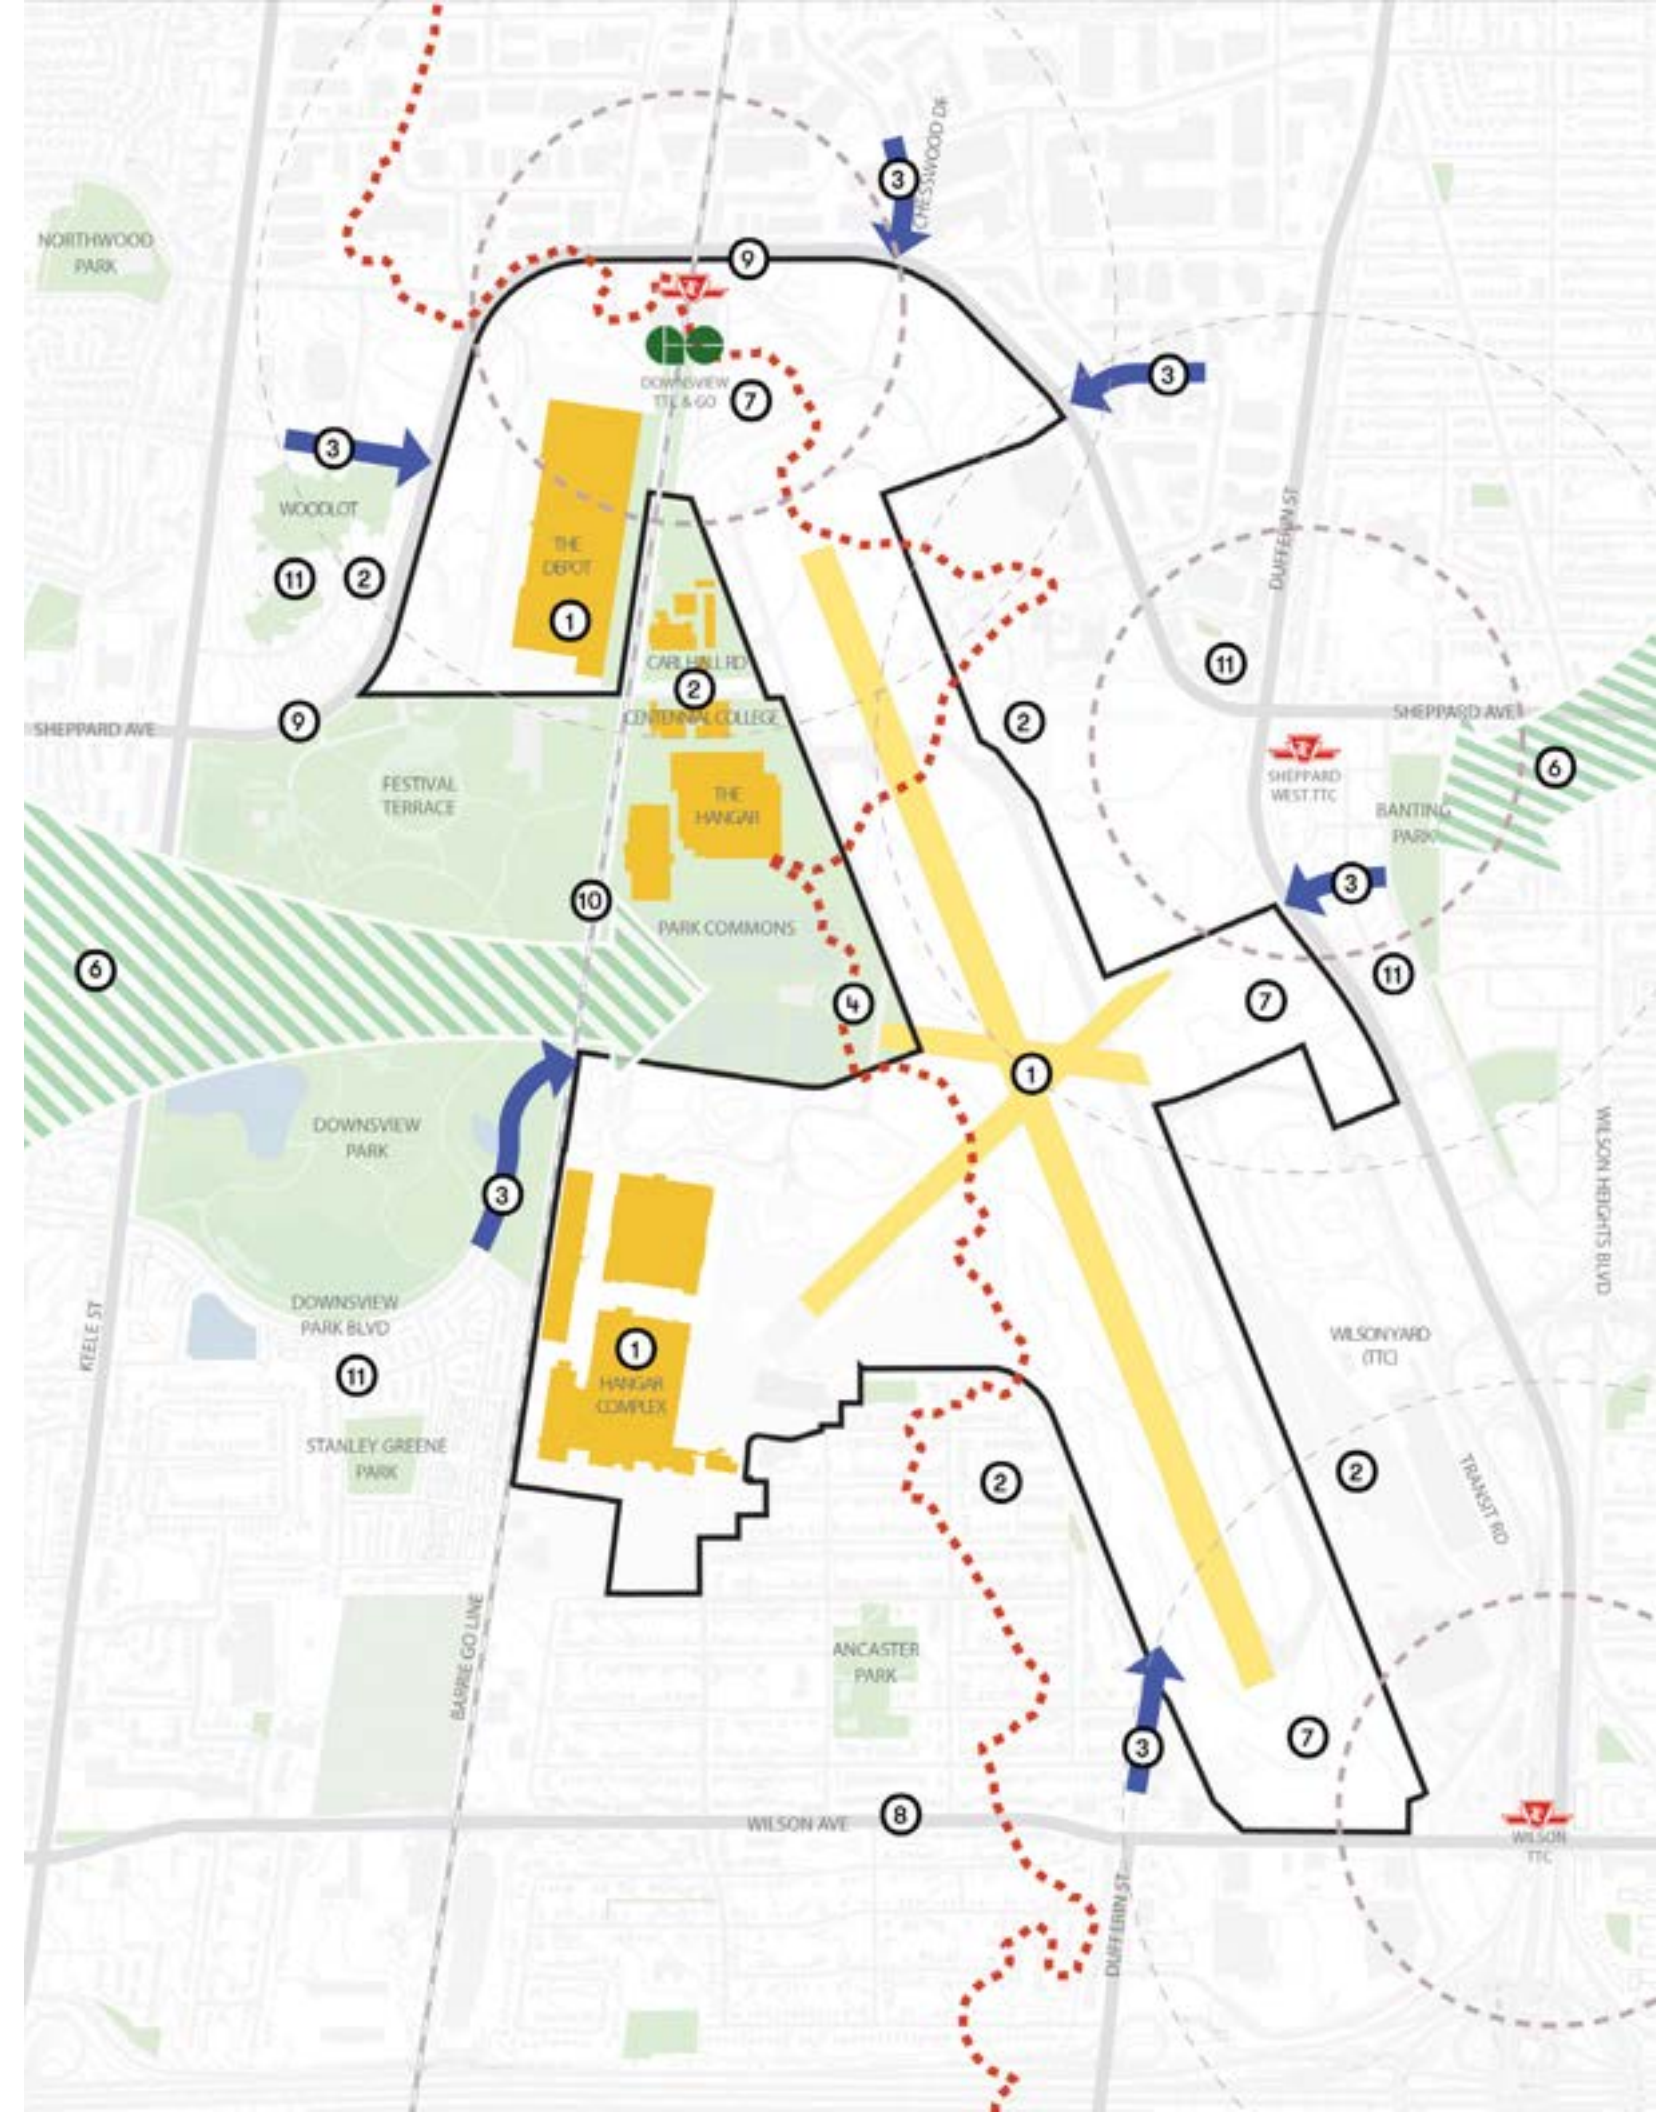 3
CHESSWOOD DR
NORTHWOOD
PARK
9
DOWNSVIEW
TTC & GO
7
3
3
WOODLOT
11
2
THE
DEPOT
1
DUFFERIN ST
CARL HALL RD
2
CENTENNIAL COLLEGE
11
2
9
SHEPPARD AVE
SHEPPARD AVE
SHEPPARD
WEST TTC
6
FESTIVAL
TERRACE
THE
HANGAR
BANTING
PARK
3
10
PARK COMMONS
6
4
7
11
1
DOWNSVIEW
PARK
3
WILSON HEIGHTS BLVD
DOWNSVIEW
PARK BLVD
KEELE ST
11
1
HANGAR
COMPLEX
WILSON YARD
(TTC)
STANLEY GREENE
PARK
2
2
TRANSIT RD
BARRIE GO LINE
ANCASTER
PARK
3
7
WILSON AVE
8
WILSON
TTC
DUFFERIN ST